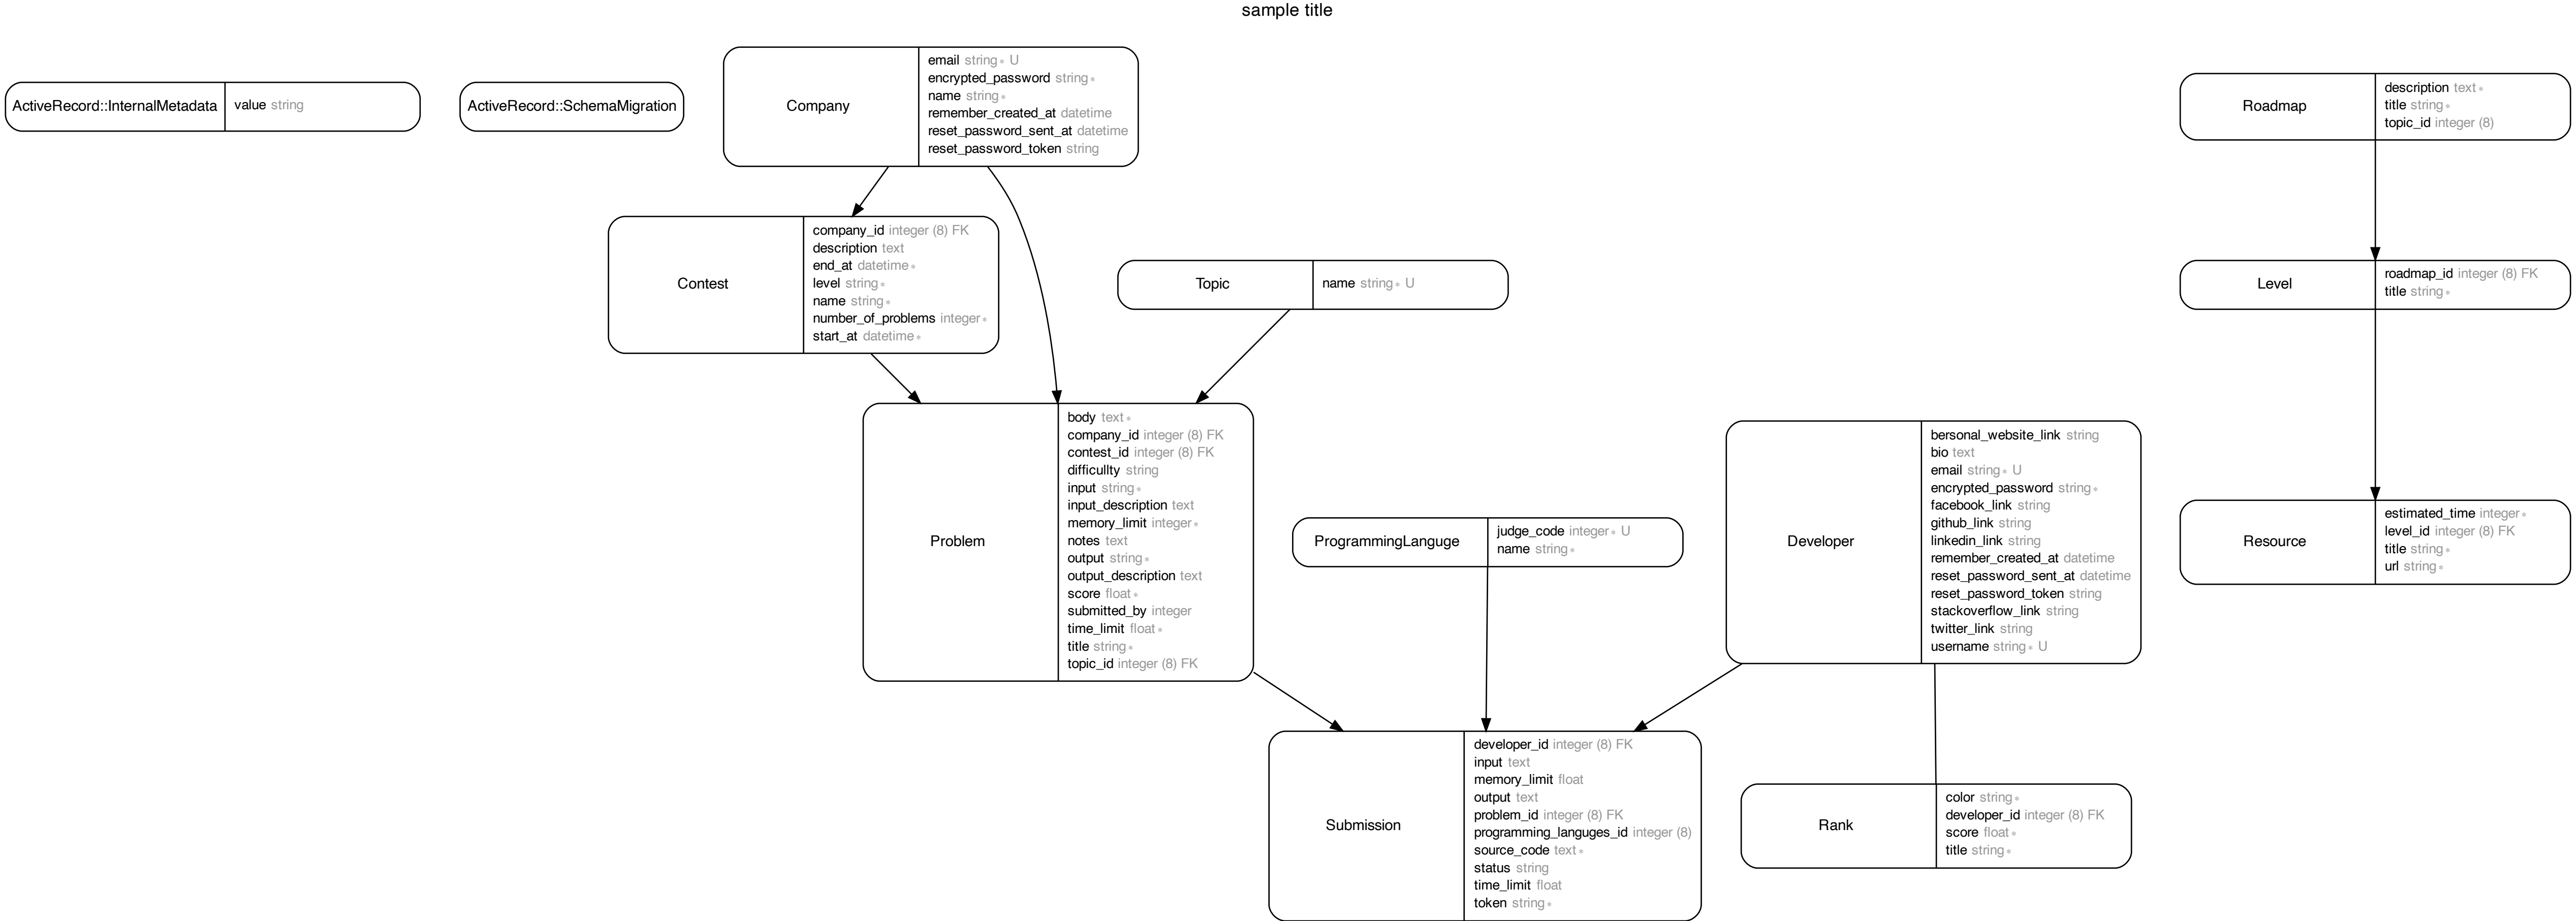 sample title
ActiveRecord::InternalMetadata
value string
ActiveRecord::SchemaMigration
Company
email string* U
encrypted_password string*
name string*
remember_created_at datetime
reset_password_sent_at datetime
reset_password_token string
Roadmap
description text*
title string*
topic_id integer (8)
Contest
company_id integer (8) FK
description text
end_at datetime*
level string*
name string*
number_of_problems integer*
start_at datetime*
Topic
name string* U
Level
roadmap_id integer (8) FK
title string*
Problem
body text*
company_id integer (8) FK
contest_id integer (8) FK
difficullty string
input string*
input_description text
memory_limit integer*
notes text
output string*
output_description text
score float*
submitted_by integer
time_limit float*
title string*
topic_id integer (8) FK
ProgrammingLanguge
judge_code integer* U
name string*
Developer
bersonal_website_link string
bio text
email string* U
encrypted_password string*
facebook_link string
github_link string
linkedin_link string
remember_created_at datetime
reset_password_sent_at datetime
reset_password_token string
stackoverflow_link string
twitter_link string
username string* U
Resource
estimated_time integer*
level_id integer (8) FK
title string*
url string*
Submission
developer_id integer (8) FK
input text
memory_limit float
output text
problem_id integer (8) FK
programming_languges_id integer (8)
source_code text*
status string
time_limit float
token string*
Rank
color string*
developer_id integer (8) FK
score float*
title string*